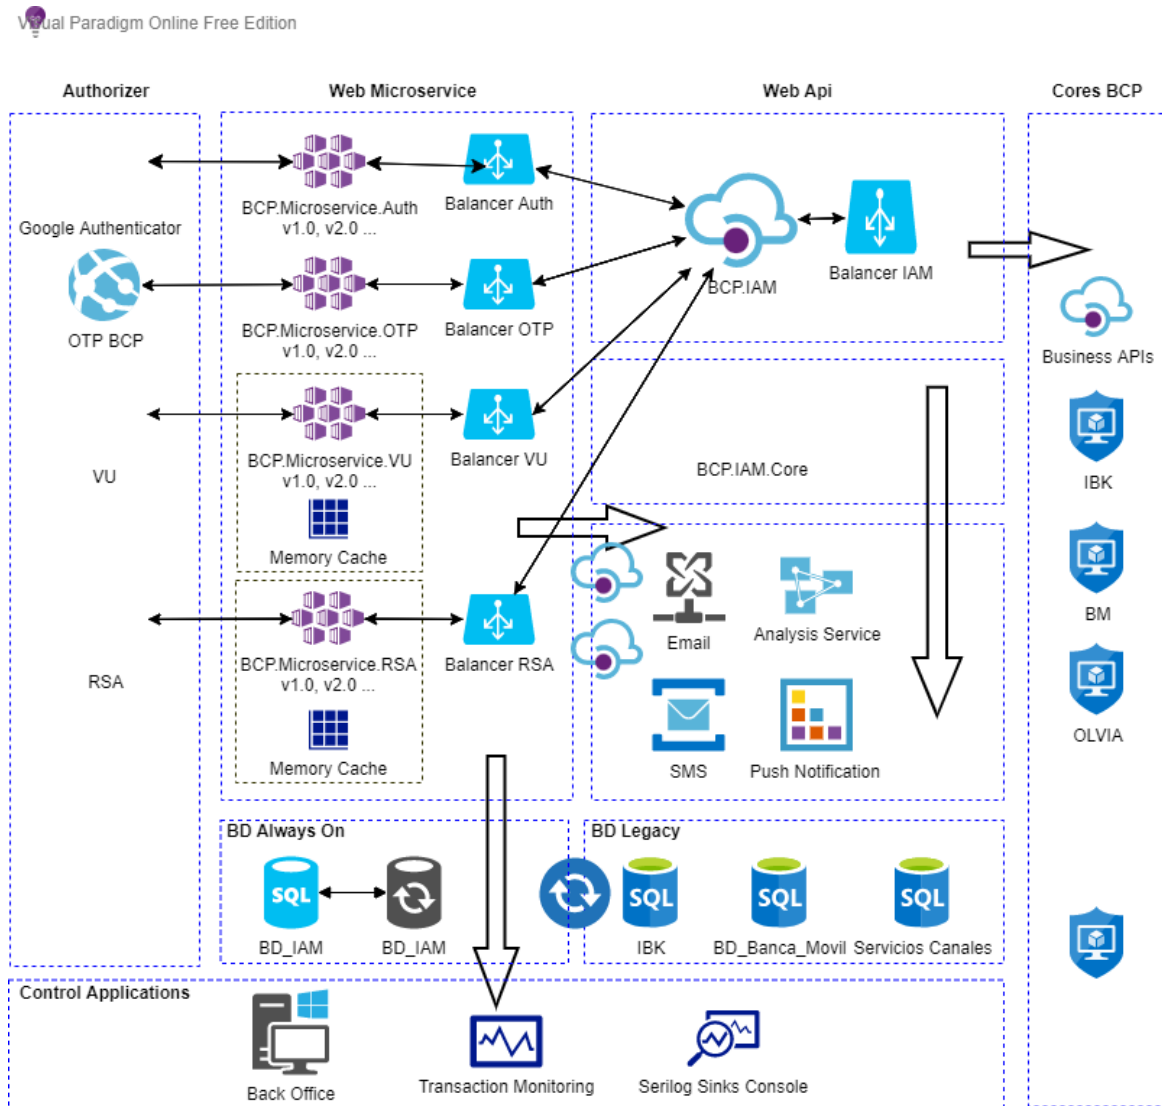 Visual Paradigm Online Free Edition
Authorizer
Web Microservice
Web Api
Cores BCP
Google Authenticator
OTP BCP
VU
RSA
BCP.Microservice.Auth
v1.0, v2.0 ...
Balancer Auth
BCP.Microservice.OTP
v1.0, v2.0 ...
Balancer OTP
BCP.Microservice.VU
v1.0, v2.0 ...
Balancer VU
Memory Cache
BCP.Microservice.RSA
v1.0, v2.0 ...
Balancer RSA
Memory Cache
BCP.IAM
Balancer IAM
BCP.IAM.Core
Email
Analysis Service
SMS
Push Notification
Business APIs
IBK
BM
OLVIA
BD Always On
SQL
BD_IAM
BD_IAM
BD Legacy
SQL
IBK
SQL
BD_Banca_Movil
SQL
Servicios Canales
Control Applications
Back Office
Transaction Monitoring
Serilog Sinks Console